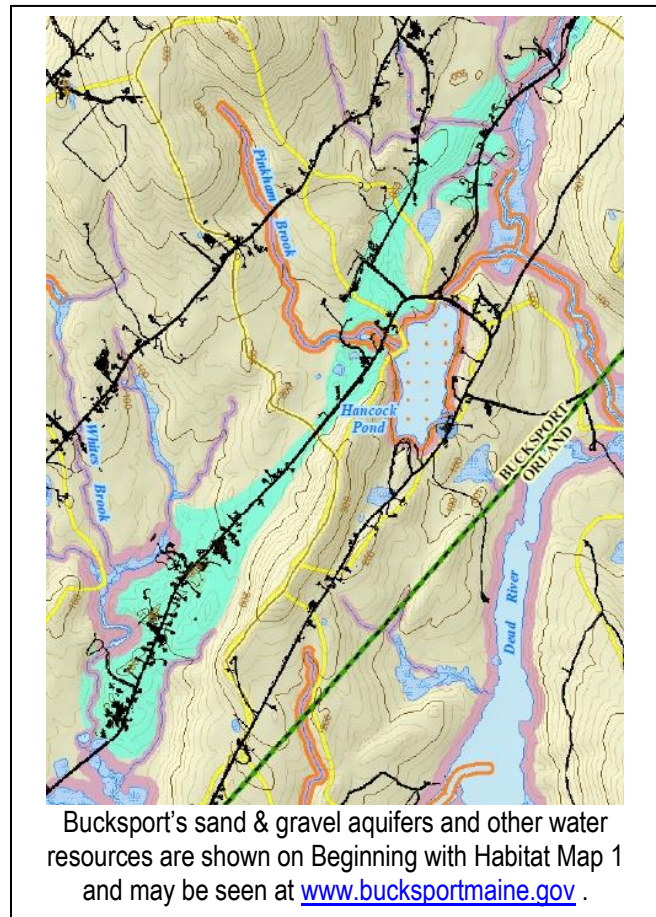 Pinkham Brook
Hancock
Pond
Whites Brook
BUCKSPORT
ORLAND
Dead River
Bucksport's sand & gravel aquifers and other water
resources are shown on Beginning with Habitat Map 1
and may be seen at www.bucksportmaine.gov .